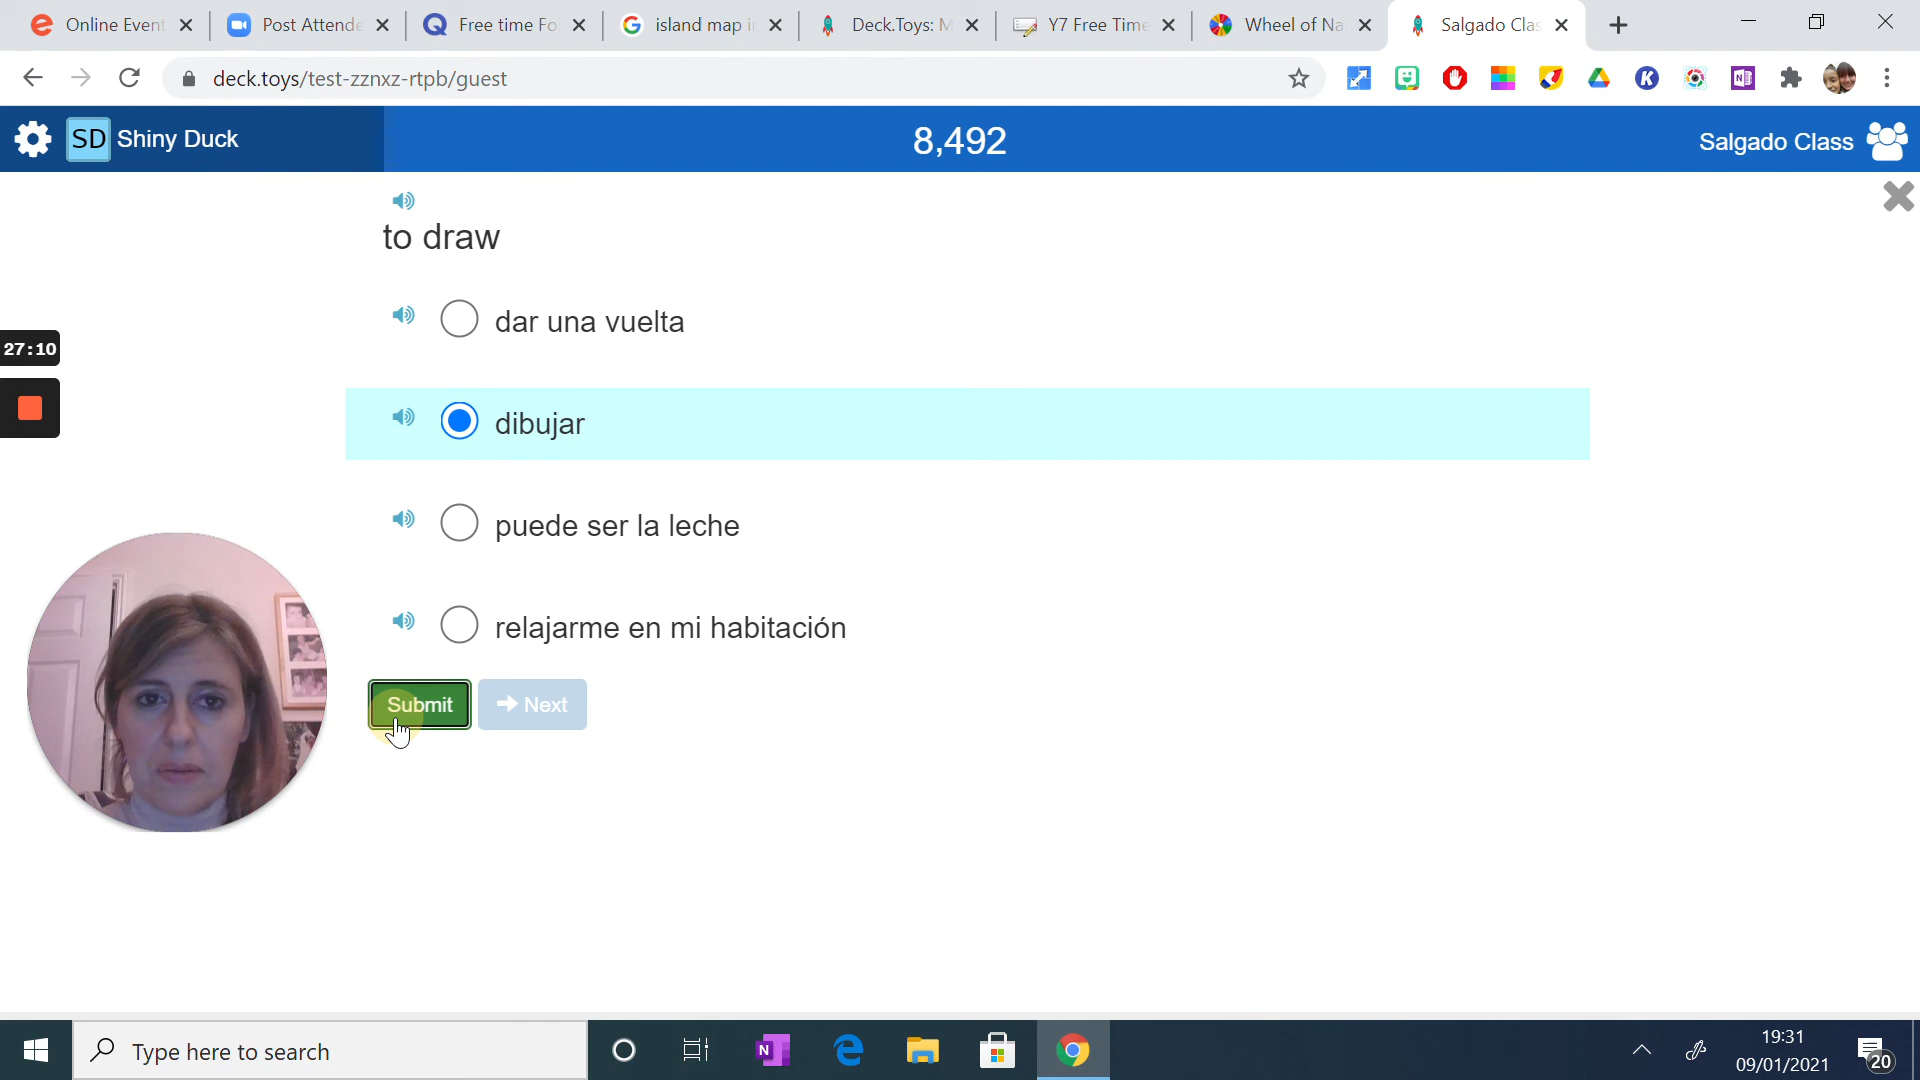 Online Event
Post Attende
Free time Fo
island map i
Deck.Toys: M
Y7 Free Time
Wheel of Na
Salgado Clas
deck.toys/test-zznxz-rtpb/guest
SD Shiny Duck
8,492
Salgado Class
to draw
dar una vuelta
27:10
dibujar
puede ser la leche
relajarme en mi habitación
Submit
Next
Type here to search
19:31
09/01/2021
20